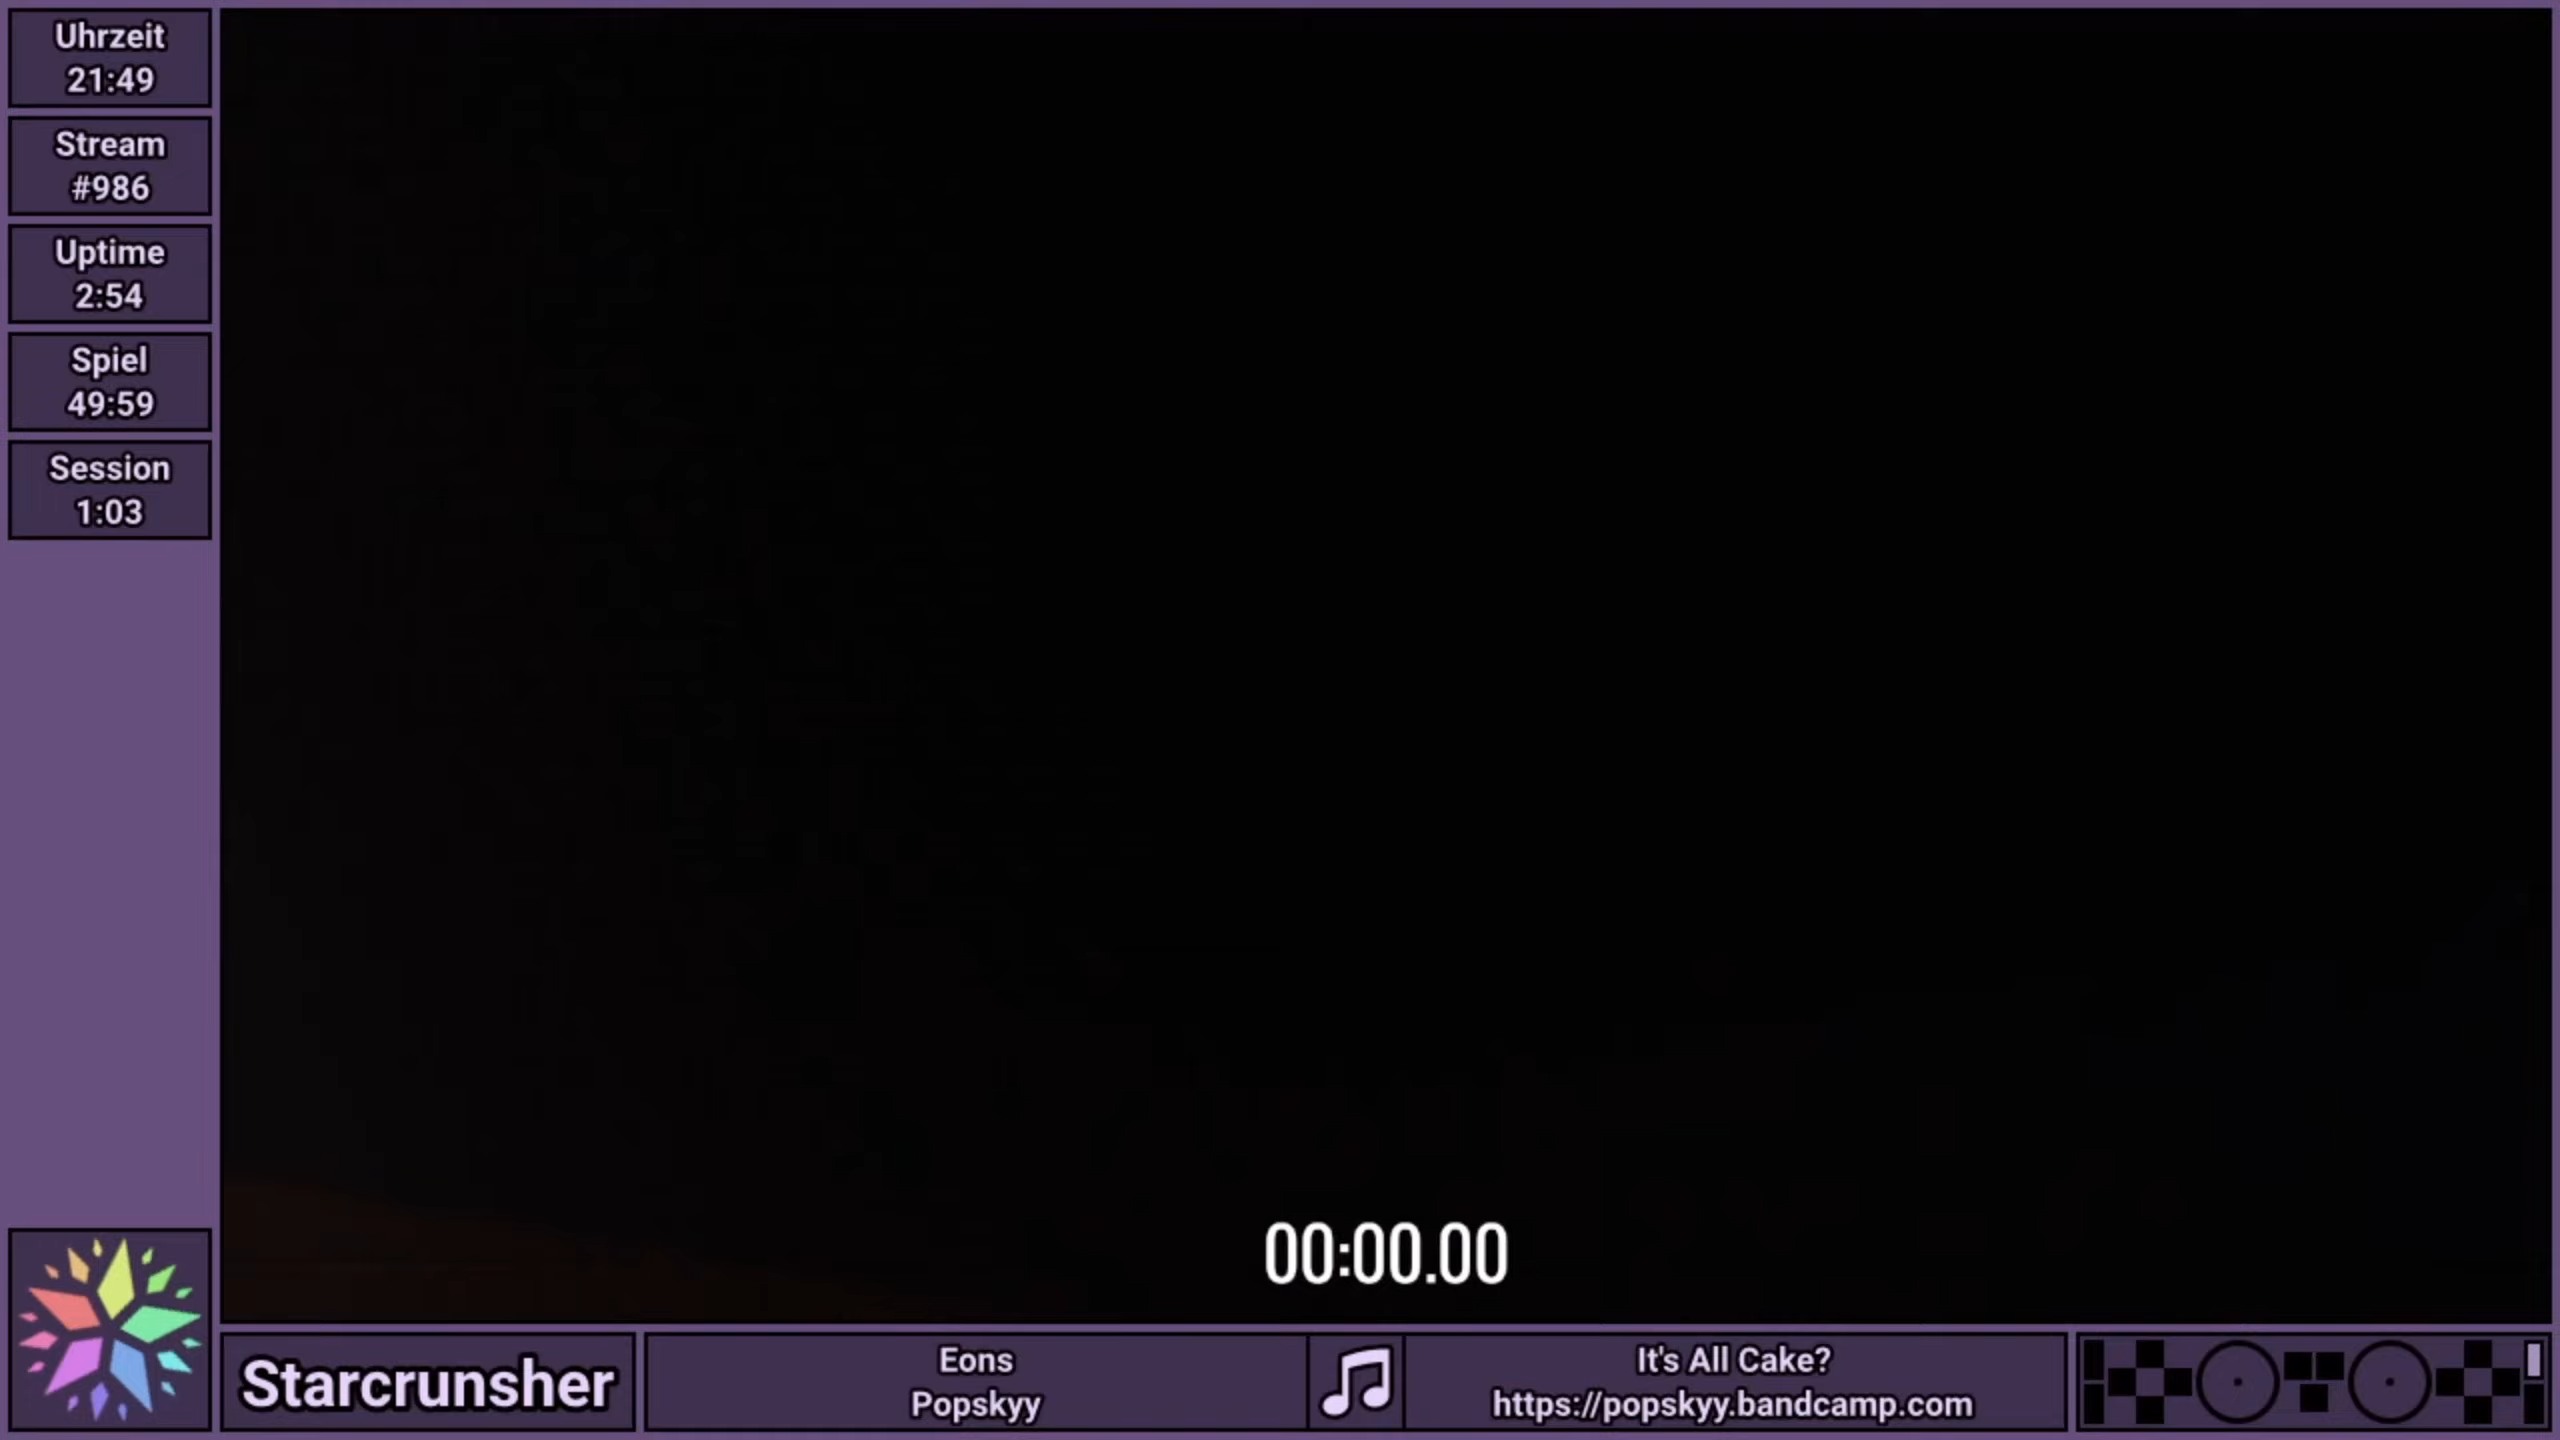 Uhrzeit
21:49
Stream
#986
Uptime
2:54
Spiel
49:59
Session
1:03
00:00.00
Starcrunsher
Eons
Popskyy
It's All Cake?
https://popskyy.bandcamp.com